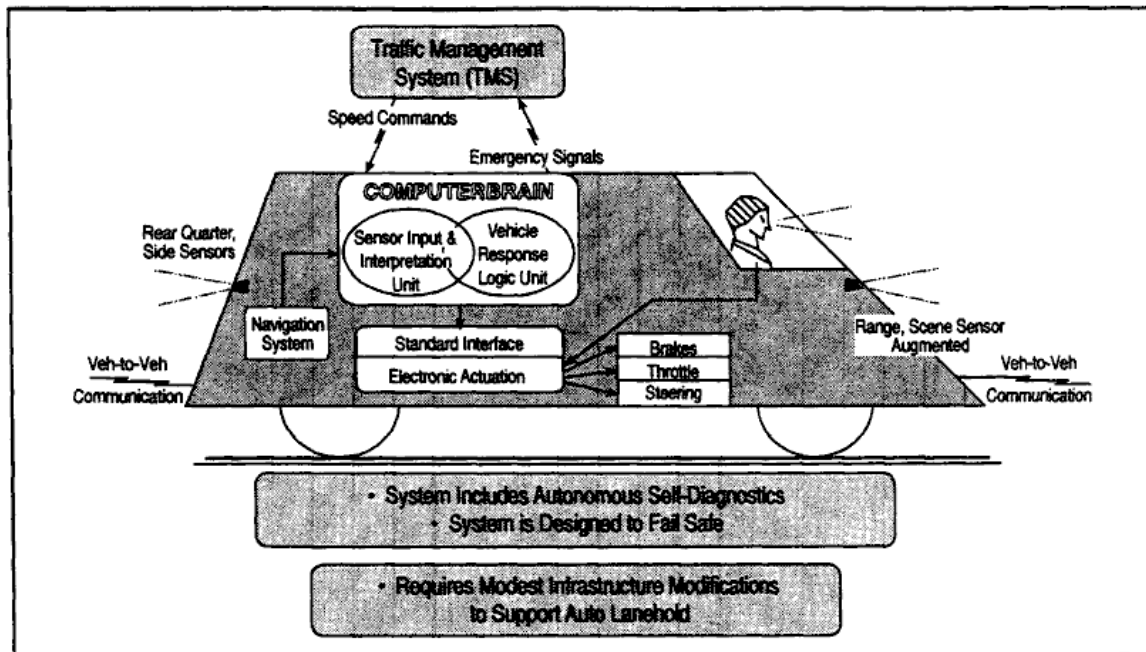 Traffic Management
System (TMS)
Speed Commands
Emergency Signals
COMPUTERBRAIN
Sensor Input &
Interpretation
Unit
Vehicle
Response
Logic Unit
Rear Quarter,
Side Sensors
Navigation
System
Standard Interface
Electronic Actuation
Brakes
Throttle
Steering
Range, Scene Sensor
Augmented
Veh-to-Veh
Communication
Veh-to-Veh
Communication
• System Includes Autonomous Self-Diagnostics
• System is Designed to Fail Safe
• Requires Modest Infrastructure Modifications
to Support Auto Lanehold